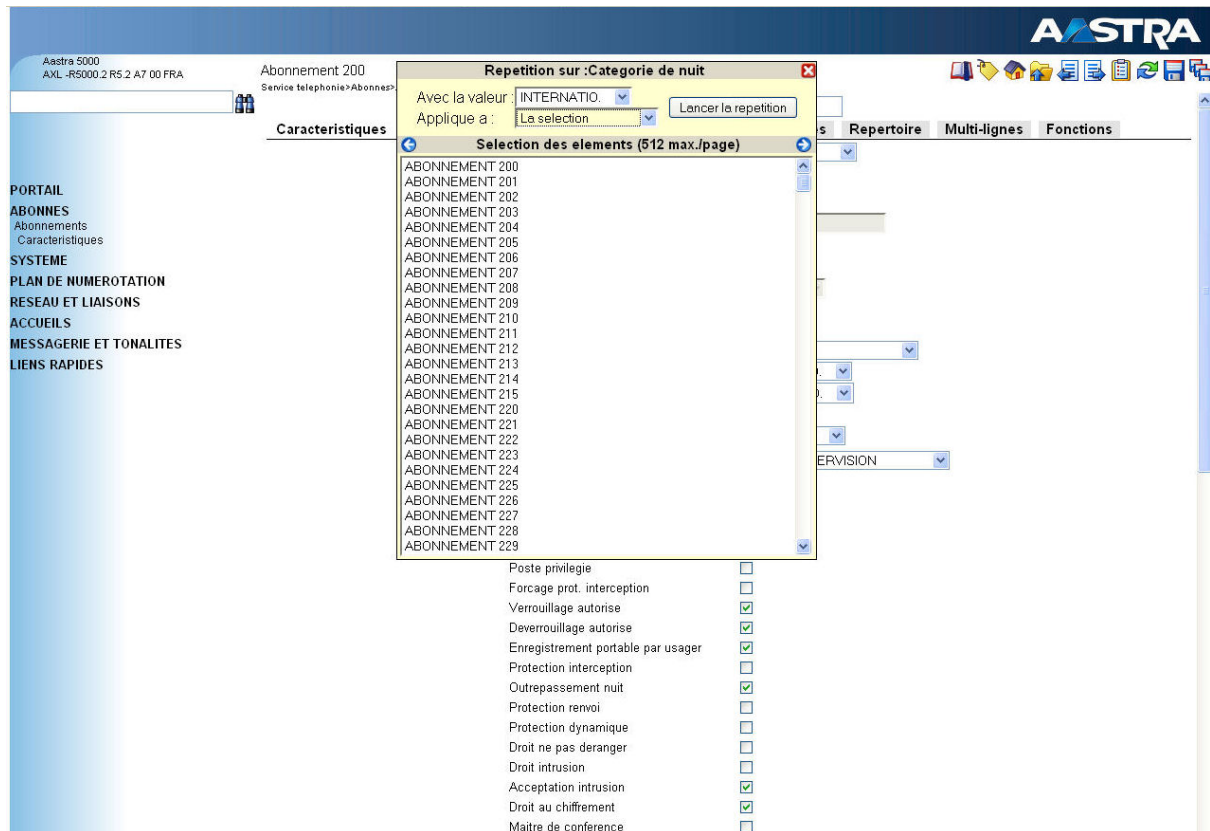 AASTRA
Aastra 5000
AXL -R5000.2 R5.2 A7 00 FRA
Abonnement 200
Service telephonie>Abonnes>
Caracteristiques
Repertoire
Multi-lignes
Fonctions
PORTAIL
ABONNES
Abonnements
Caracteristiques
SYSTEME
PLAN DE NUMEROTATION
RESEAU ET LIAISONS
ACCUEILS
MESSAGERIE ET TONALITES
LIENS RAPIDES
Repetition sur :Categorie de nuit
Avec la valeur : INTERNATIO.
Applique a : La selection
Lancer la repetition
Selection des elements (512 max./page)
ABONNEMENT 200
ABONNEMENT 201
ABONNEMENT 202
ABONNEMENT 203
ABONNEMENT 204
ABONNEMENT 205
ABONNEMENT 206
ABONNEMENT 207
ABONNEMENT 208
ABONNEMENT 209
ABONNEMENT 210
ABONNEMENT 211
ABONNEMENT 212
ABONNEMENT 213
ABONNEMENT 214
ABONNEMENT 215
ABONNEMENT 220
ABONNEMENT 221
ABONNEMENT 222
ABONNEMENT 223
ABONNEMENT 224
ABONNEMENT 225
ABONNEMENT 226
ABONNEMENT 227
ABONNEMENT 228
ABONNEMENT 229
ERVISION
Poste privilegie
Forcage prot. interception
Verrouillage autorise
Deverrouillage autorise
Enregistrement portable par usager
Protection interception
Outrepassement nuit
Protection renvoi
Protection dynamique
Droit ne pas deranger
Droit intrusion
Acceptation intrusion
Droit au chiffrement
Maitre de conference